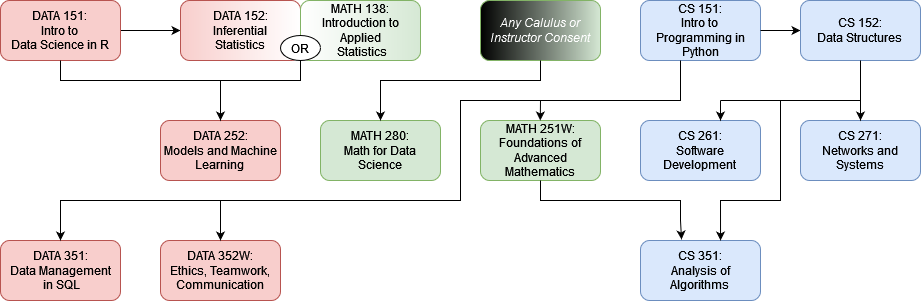 DATA 151:
Intro to
Data Science in R
DATA 152:
Inferential
Statistics
OR
MATH 138:
Introduction to
Applied
Statistics
Any Calulus or
Instructor Consent
CS 151:
Intro to
Programming in
Python
CS 152:
Data Structures
DATA 252:
Models and Machine
Learning
MATH 280:
Math for Data
Science
MATH 251W:
Foundations of
Advanced
Mathematics
CS 261:
Software
Development
CS 271:
Networks and
Systems
DATA 351:
Data Management
in SQL
DATA 352W:
Ethics, Teamwork,
Communication
CS 351:
Analysis of
Algorithms